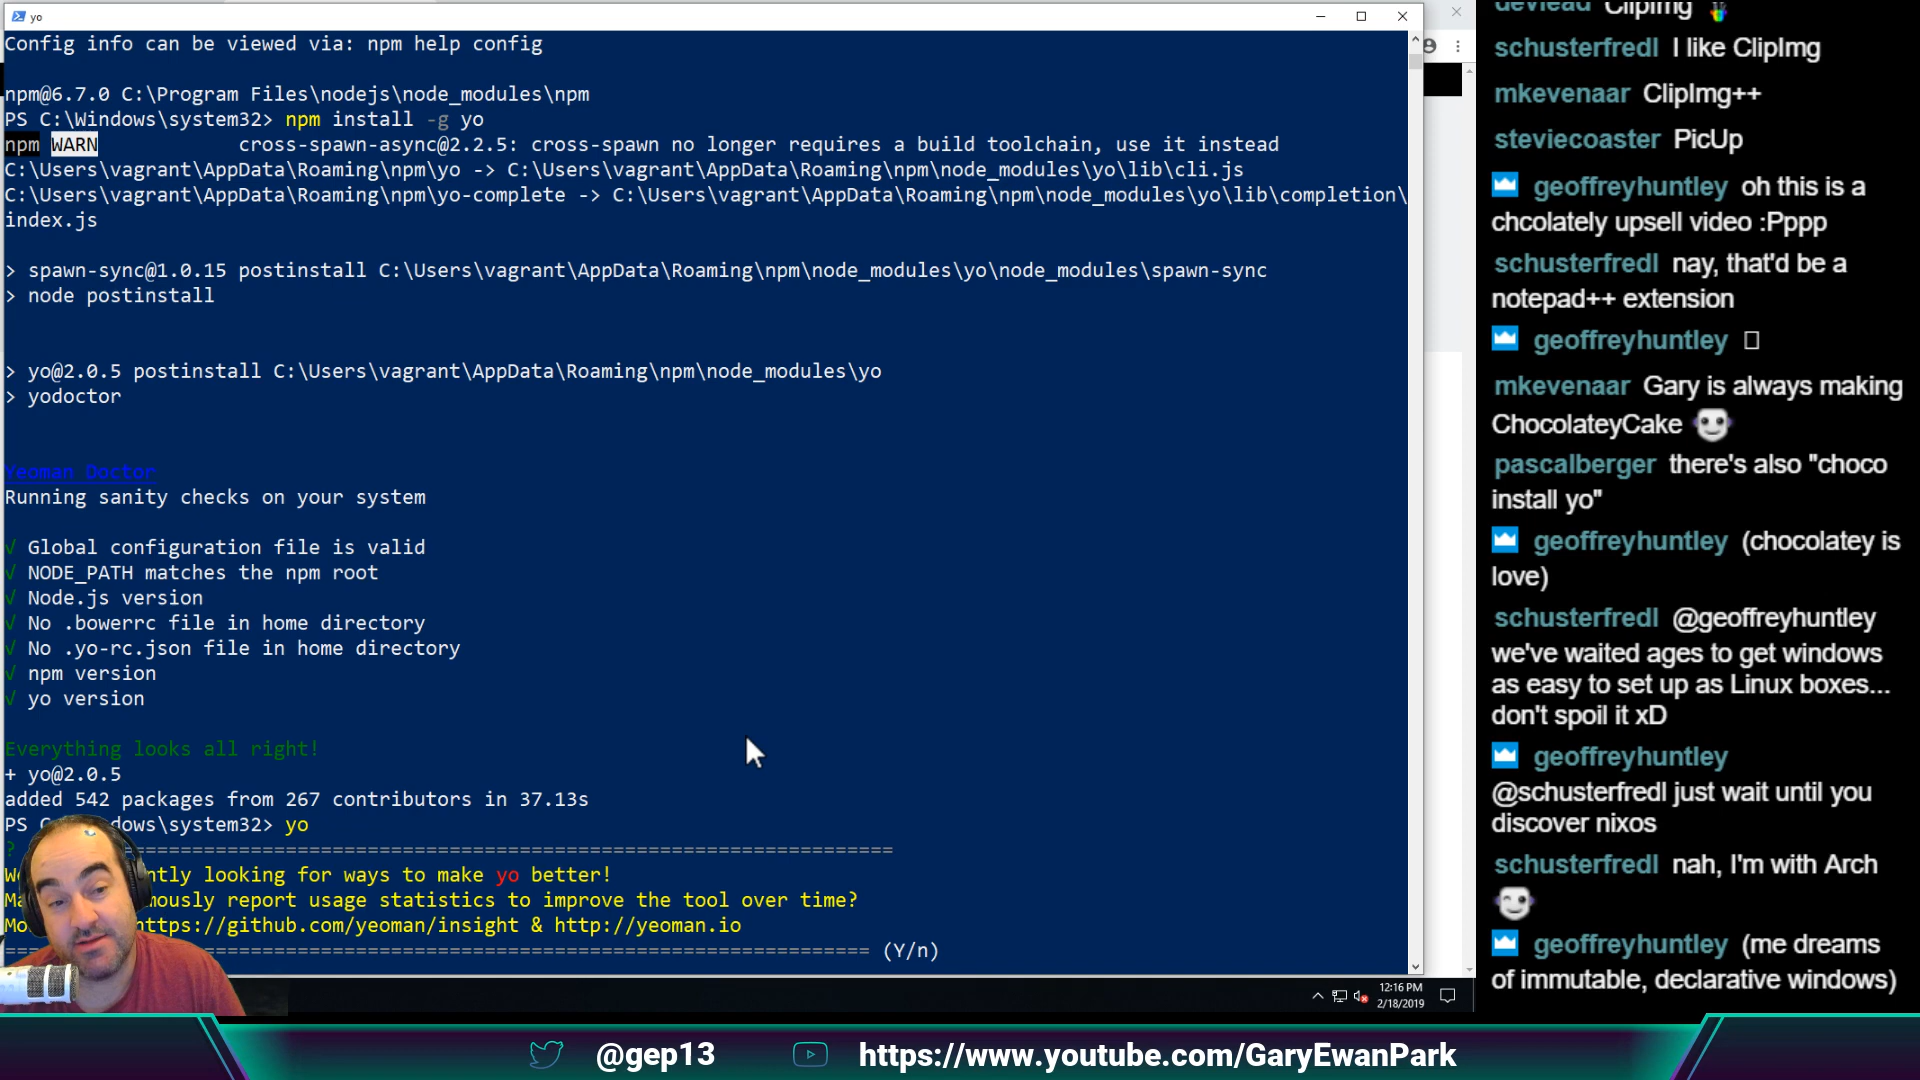 yo
Config info can be viewed via: npm help config
npm@6.7.0 C:\Program Files\nodejs\node_modules\npm
PS C:\Windows\system32> npm install -g yo
npm WARN cross-spawn-async@2.2.5: cross-spawn no longer requires a build toolchain, use it instead
C:\Users\vagrant\AppData\Roaming\npm\yo -> C:\Users\vagrant\AppData\Roaming\npm\node_modules\yo\lib\cli.js
C:\Users\vagrant\AppData\Roaming\npm\yo-complete -> C:\Users\vagrant\AppData\Roaming\npm\node_modules\yo\lib\completion\
index.js
> spawn-sync@1.0.15 postinstall C:\Users\vagrant\AppData\Roaming\npm\node_modules\yo\node_modules\spawn-sync
> node postinstall
> yo@2.0.5 postinstall C:\Users\vagrant\AppData\Roaming\npm\node_modules\yo
> yodoctor
Yeoman Doctor
Running sanity checks on your system
√ Global configuration file is valid
√ NODE_PATH matches the npm root
√ Node.js version
√ No .bowerrc file in home directory
√ No .yo-rc.json file in home directory
√ npm version
√ yo version
Everything looks all right!
+ yo@2.0.5
added 542 packages from 267 contributors in 37.13s
PS C dows\system32> yo
? ==================================================================
We ntly looking for ways to make yo better!
Ma mously report usage statistics to improve the tool over time?
Mo https://github.com/yeoman/insight & http://yeoman.io
========================================================================== (Y/n)
12:16 PM
2/18/2019
devlead ClipImg
schusterfredl I like ClipImg
mkevenaar ClipImg++
steviecoaster PicUp
geoffreyhuntley oh this is a
chcolately upsell video :Pppp
schusterfredl nay, that'd be a
notepad++ extension
geoffreyhuntley
mkevenaar Gary is always making
ChocolateyCake
pascalberger there's also "choco
install yo"
geoffreyhuntley (chocolatey is
love)
schusterfredl @geoffreyhuntley
we've waited ages to get windows
as easy to set up as Linux boxes...
don't spoil it xD
geoffreyhuntley
@schusterfredl just wait until you
discover nixos
schusterfredl nah, I'm with Arch
geoffreyhuntley (me dreams
of immutable, declarative windows)
@gep13
https://www.youtube.com/GaryEwanPark